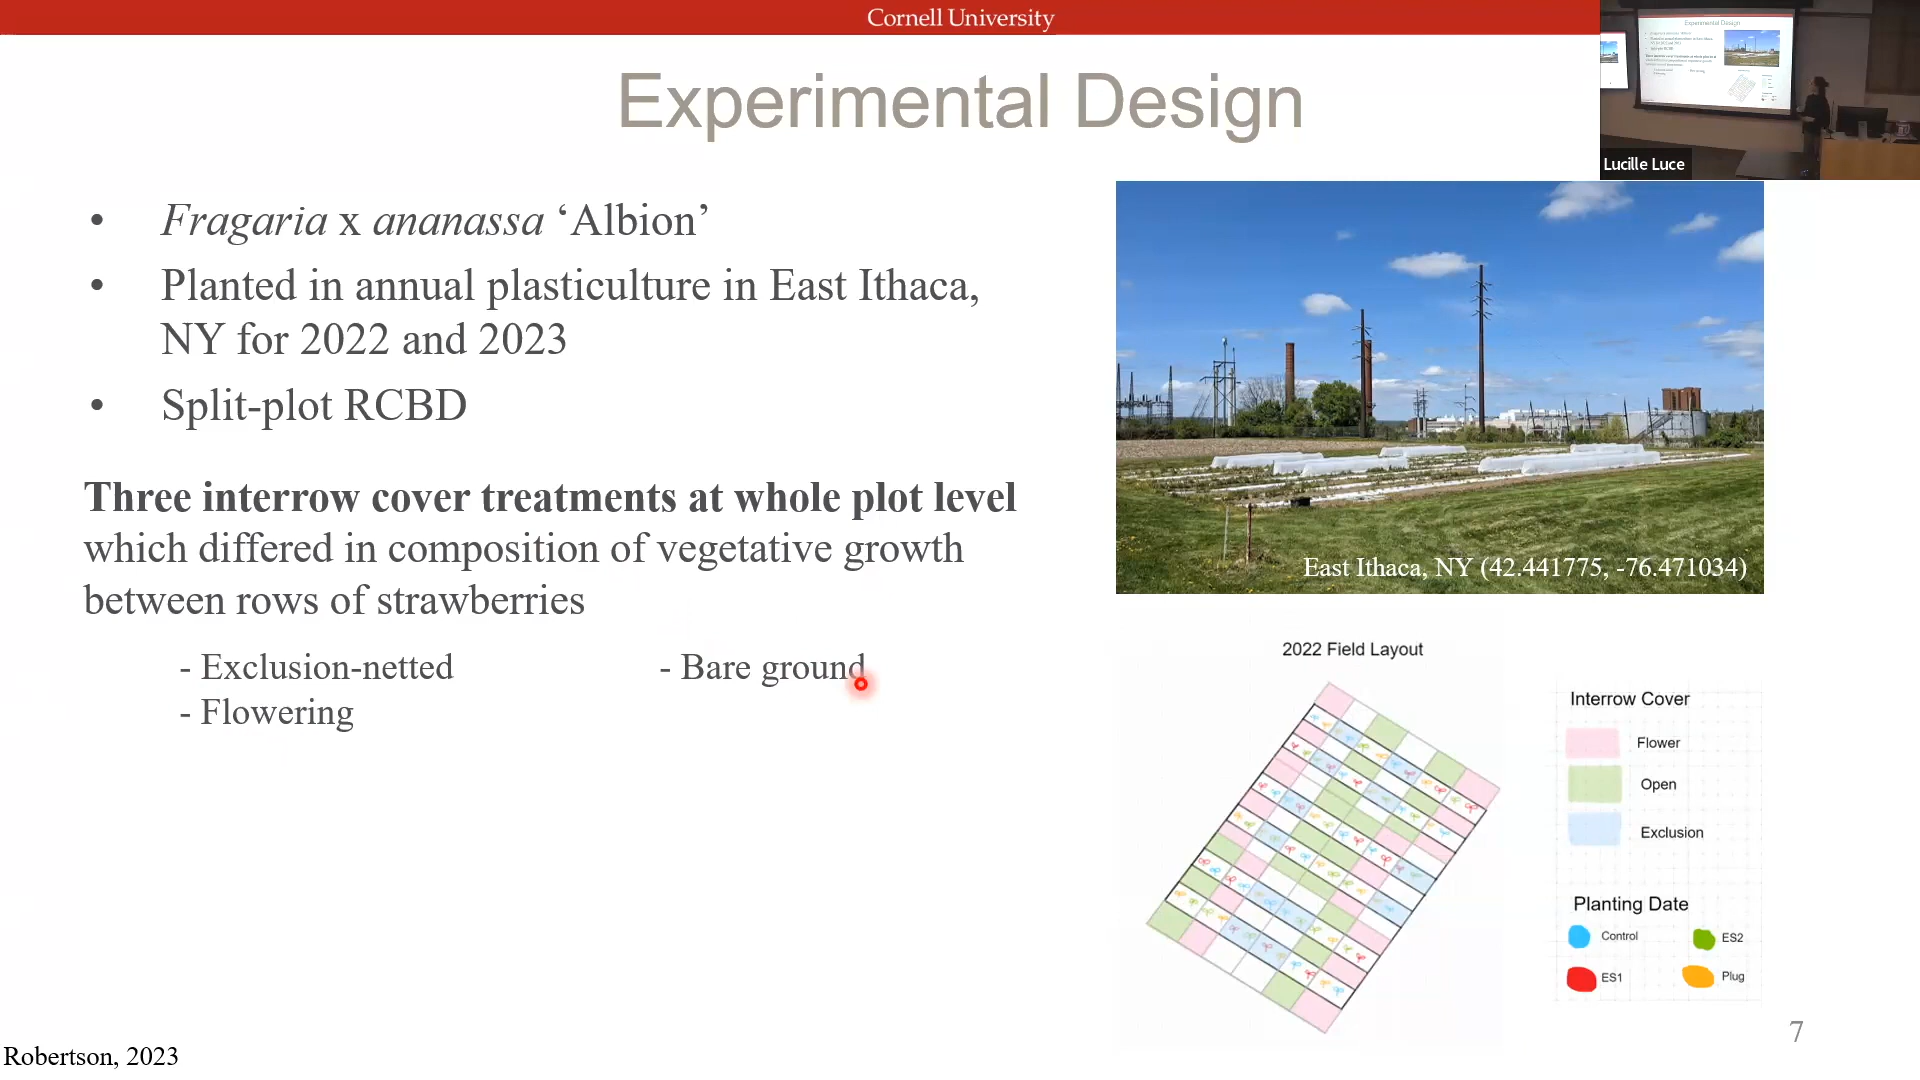 Cornell University
Experimental Design
Lucille Luce
• Fragaria x ananassa ‘Albion’
• Planted in annual plasticulture in East Ithaca,
NY for 2022 and 2023
• Split-plot RCBD
Three interrow cover treatments at whole plot level
which differed in composition of vegetative growth
between rows of strawberries
- Exclusion-netted
- Bare ground
- Flowering
East Ithaca, NY (42.441775, -76.471034)
2022 Field Layout
Interrow Cover
Flower
Open
Exclusion
Planting Date
Control
ES2
ES1
Plug
7
Robertson, 2023